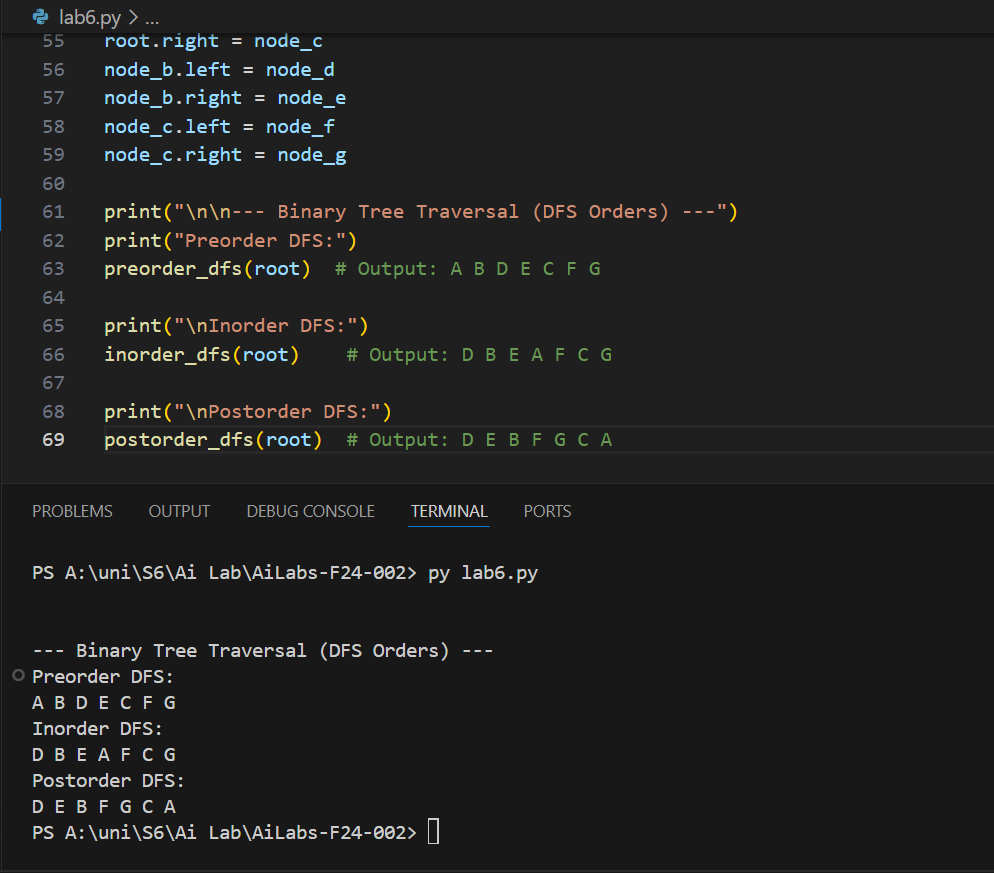 lab6.py > ...
55 root.right = node_c
56 node_b.left = node_d
57 node_b.right = node_e
58 node_c.left = node_f
59 node_c.right = node_g
60
61 print("\n\n--- Binary Tree Traversal (DFS Orders) ---")
62 print("Preorder DFS:")
63 preorder_dfs(root)  # Output: A B D E C F G
64
65 print("\nInorder DFS:")
66 inorder_dfs(root)    # Output: D B E A F C G
67
68 print("\nPostorder DFS:")
69 postorder_dfs(root)  # Output: D E B F G C A
PROBLEMS OUTPUT DEBUG CONSOLE TERMINAL PORTS
PS A:\uni\S6\Ai Lab\AiLabs-F24-002> py lab6.py
--- Binary Tree Traversal (DFS Orders) ---
Preorder DFS:
A B D E C F G
Inorder DFS:
D B E A F C G
Postorder DFS:
D E B F G C A
PS A:\uni\S6\Ai Lab\AiLabs-F24-002>